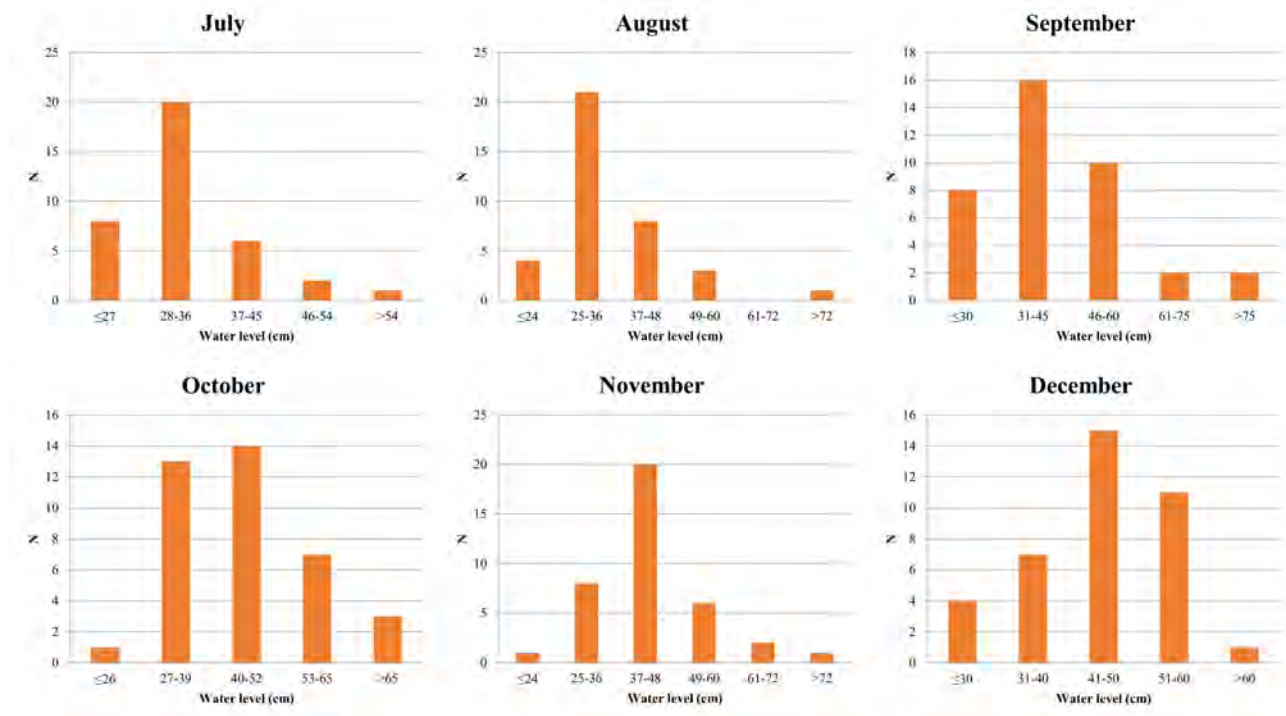 July
25
20
15
10
5
0
N
≤27 28-36 37-45 46-54 >54
Water level (cm)
August
25
20
15
10
5
0
N
≤24 25-36 37-48 49-60 61-72 >72
Water level (cm)
September
18
16
14
12
10
8
6
4
2
0
N
≤30 31-45 46-60 61-75 >75
Water level (cm)
October
16
14
12
10
8
6
4
2
0
N
≤26 27-39 40-52 53-65 >65
Water level (cm)
November
25
20
15
10
5
0
N
≤24 25-36 37-48 49-60 61-72 >72
Water level (cm)
December
16
14
12
10
8
6
4
2
0
N
≤30 31-40 41-50 51-60 >60
Water level (cm)